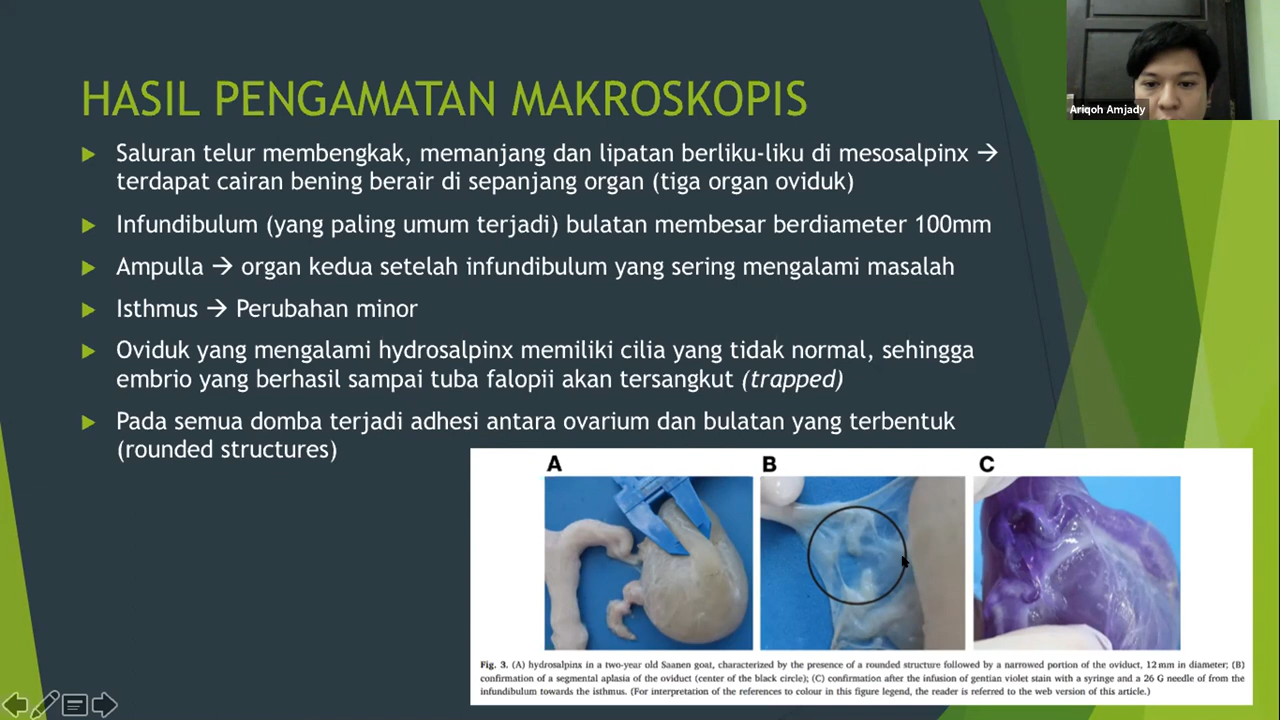 Ariqoh Amjady
HASIL PENGAMATAN MAKROSKOPIS
Saluran telur membengkak, memanjang dan lipatan berliku-liku di mesosalpinx →
terdapat cairan bening berair di sepanjang organ (tiga organ oviduk)
Infundibulum (yang paling umum terjadi) bulatan membesar berdiameter 100mm
Ampulla → organ kedua setelah infundibulum yang sering mengalami masalah
Isthmus → Perubahan minor
Oviduk yang mengalami hydrosalpinx memiliki cilia yang tidak normal, sehingga
embrio yang berhasil sampai tuba falopii akan tersangkut (trapped)
Pada semua domba terjadi adhesi antara ovarium dan bulatan yang terbentuk
(rounded structures)
A B C
Fig. 3. (A) hydrosalpinx in a two-year old Saanen goat, characterized by the presence of a rounded structure followed by a narrowed portion of the oviduct, 12 mm in diameter; (B)
confirmation of a segmental aplasia of the oviduct (center of the black circle); (C) confirmation after the infusion of gentian violet stain with a syringe and a 26 G needle of from the
infundibulum towards the isthmus. (For interpretation of the references to colour in this figure legend, the reader is referred to the web version of this article.)